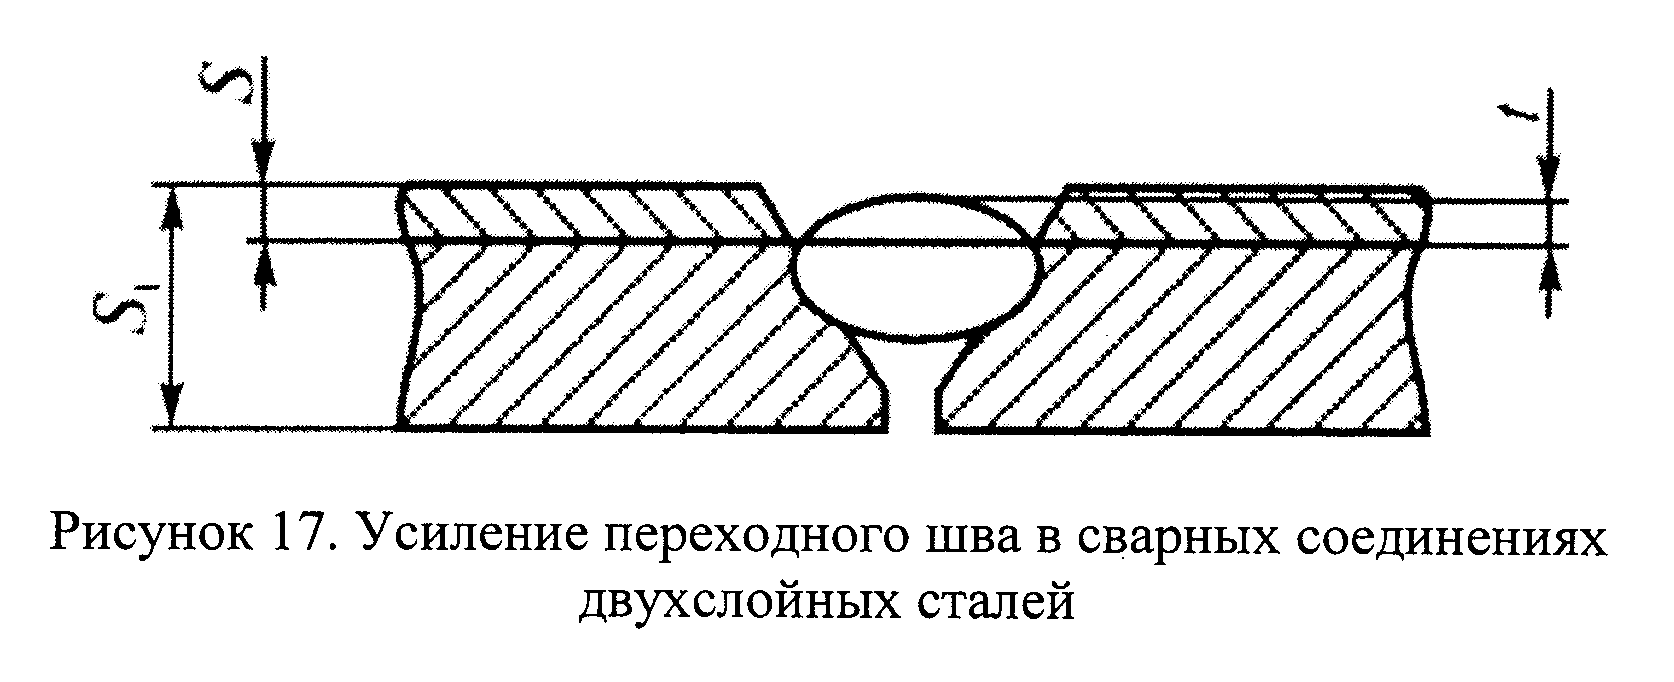 S
t
S₁
Рисунок 17. Усиление переходного шва в сварных соединениях
двухслойных сталей